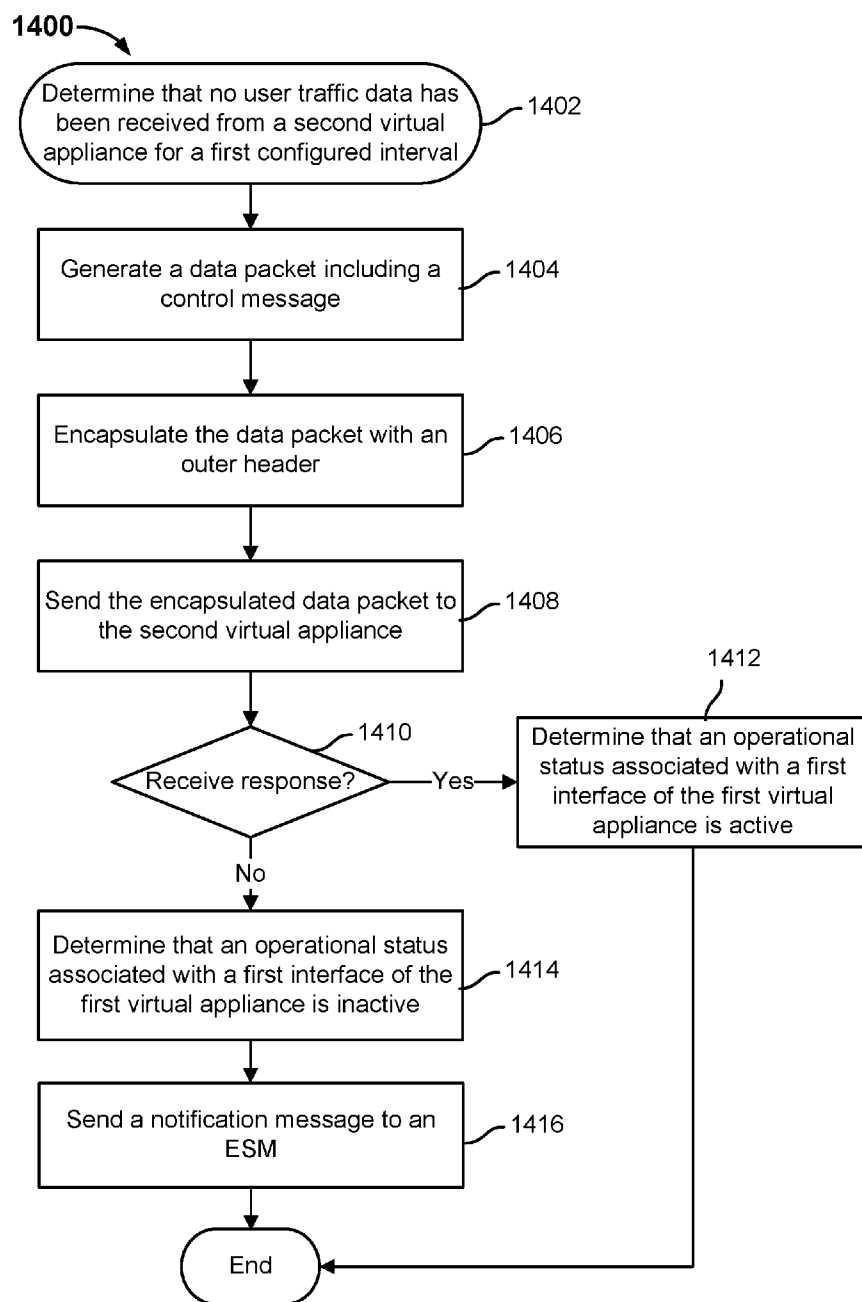 1400
Determine that no user traffic data has
been received from a second virtual
appliance for a first configured interval
1402
Generate a data packet including a
control message
1404
Encapsulate the data packet with an
outer header
1406
Send the encapsulated data packet to
the second virtual appliance
1408
1410
Receive response?
Yes
1412
Determine that an operational
status associated with a first
interface of the first virtual
appliance is active
No
Determine that an operational status
associated with a first interface of the
first virtual appliance is inactive
1414
Send a notification message to an
ESM
1416
End